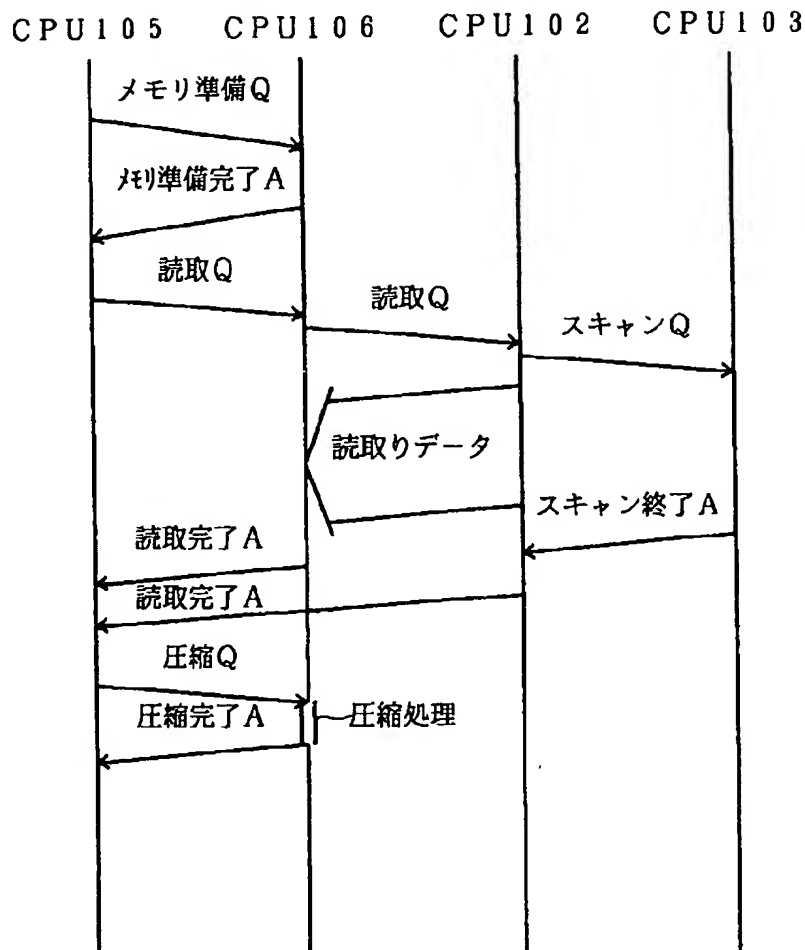 CPU105 CPU106 CPU102 CPU103
メモリ準備Q
ﾒﾓﾘ準備完了A
読取Q
読取Q
スキャンQ
読取りデータ
スキャン終了A
読取完了A
読取完了A
圧縮Q
圧縮完了A
圧縮処理